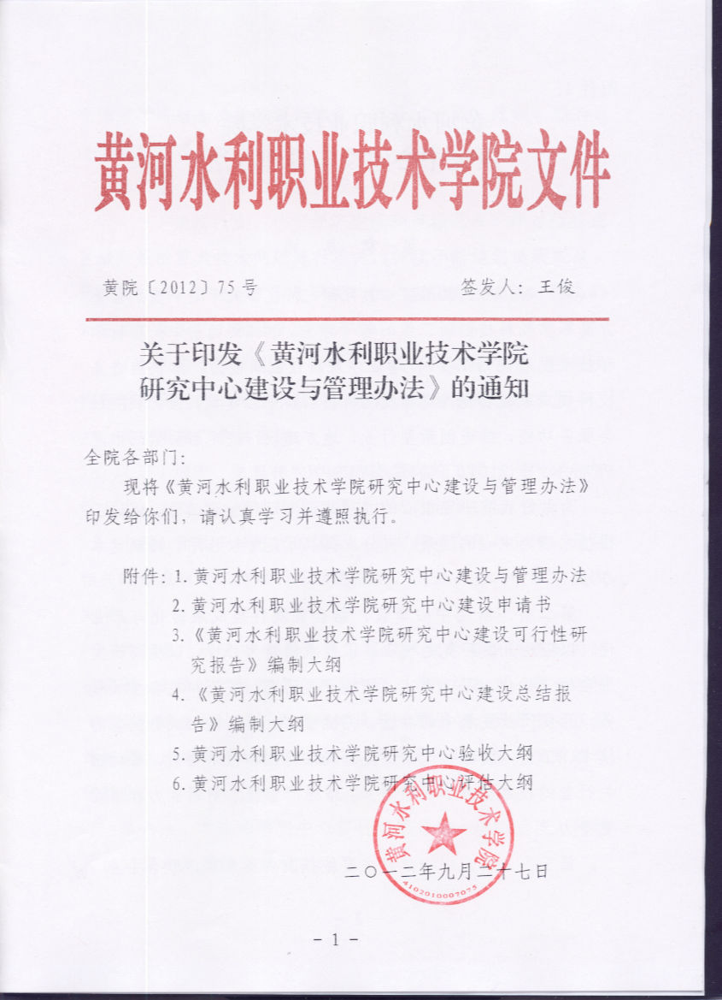 黄河水利职业技术学院文件
黄院〔2012〕75号 签发人：王俊
关于印发《黄河水利职业技术学院
研究中心建设与管理办法》的通知
全院各部门：
现将《黄河水利职业技术学院研究中心建设与管理办法》
印发给你们，请认真学习并遵照执行。
附件：1.黄河水利职业技术学院研究中心建设与管理办法
2.黄河水利职业技术学院研究中心建设申请书
3.《黄河水利职业技术学院研究中心建设可行性研
究报告》编制大纲
4.《黄河水利职业技术学院研究中心建设总结报
告》编制大纲
5.黄河水利职业技术学院研究中心验收大纲
6.黄河水利职业技术学院研究中心评估大纲
黄河水利职业技术学院
二〇一二年九月二十七日
4102010007075
- 1 -